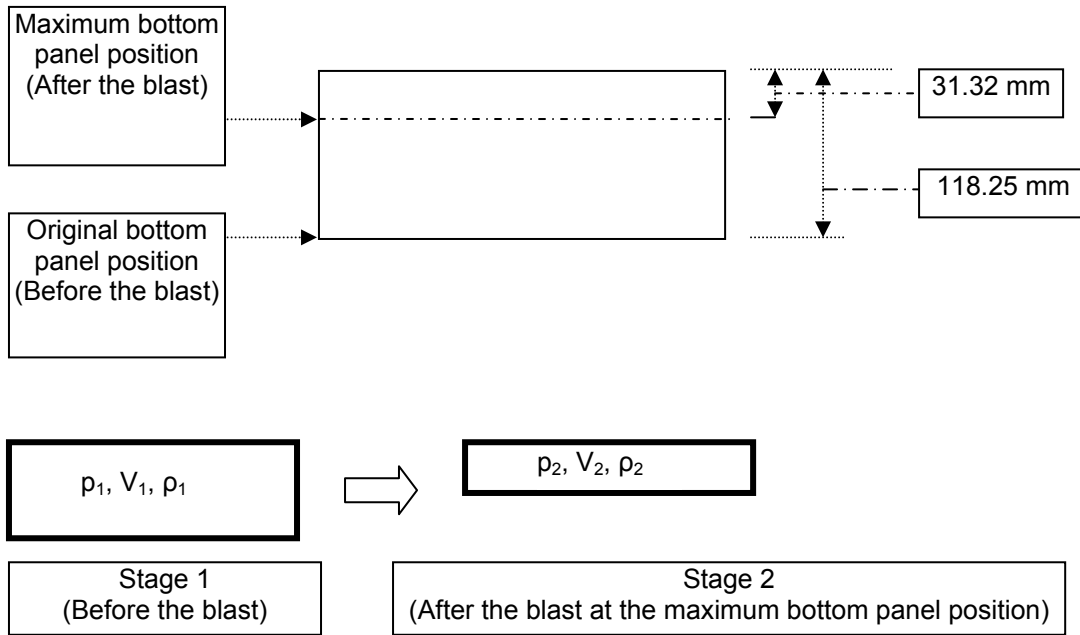 Maximum bottom
panel position
(After the blast)
31.32 mm
118.25 mm
Original bottom
panel position
(Before the blast)
p₁, V₁, ρ₁
p₂, V₂, ρ₂
Stage 1
(Before the blast)
Stage 2
(After the blast at the maximum bottom panel position)